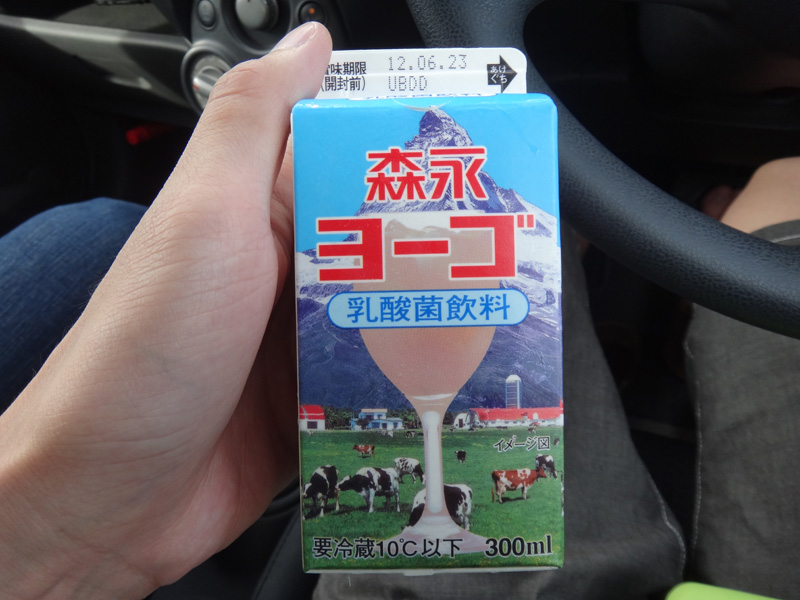 賞味期限 12.06.23
(開封前) UBDD
あけぐち
森永
ヨーゴ
乳酸菌飲料
イメージ図
要冷蔵10℃以下 300ml